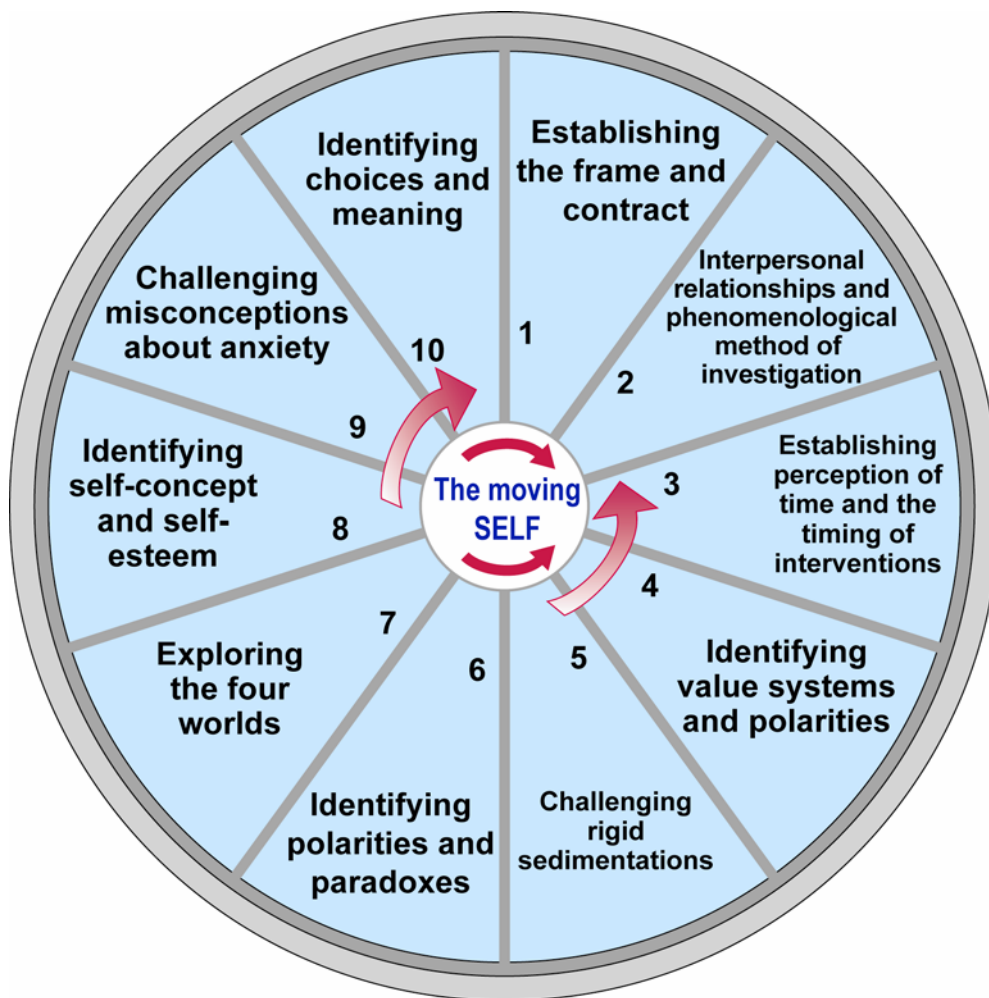 Establishing
the frame and
contract
1
Interpersonal
relationships and
phenomenological
method of
investigation
2
Establishing
perception of
time and the
timing of
interventions
3
Identifying
value systems
and polarities
4
Challenging
rigid
sedimentations
5
Identifying
polarities and
paradoxes
6
Exploring
the four
worlds
7
Identifying
self-concept
and self-
esteem
8
Challenging
misconceptions
about anxiety
9
Identifying
choices and
meaning
10
The moving
SELF